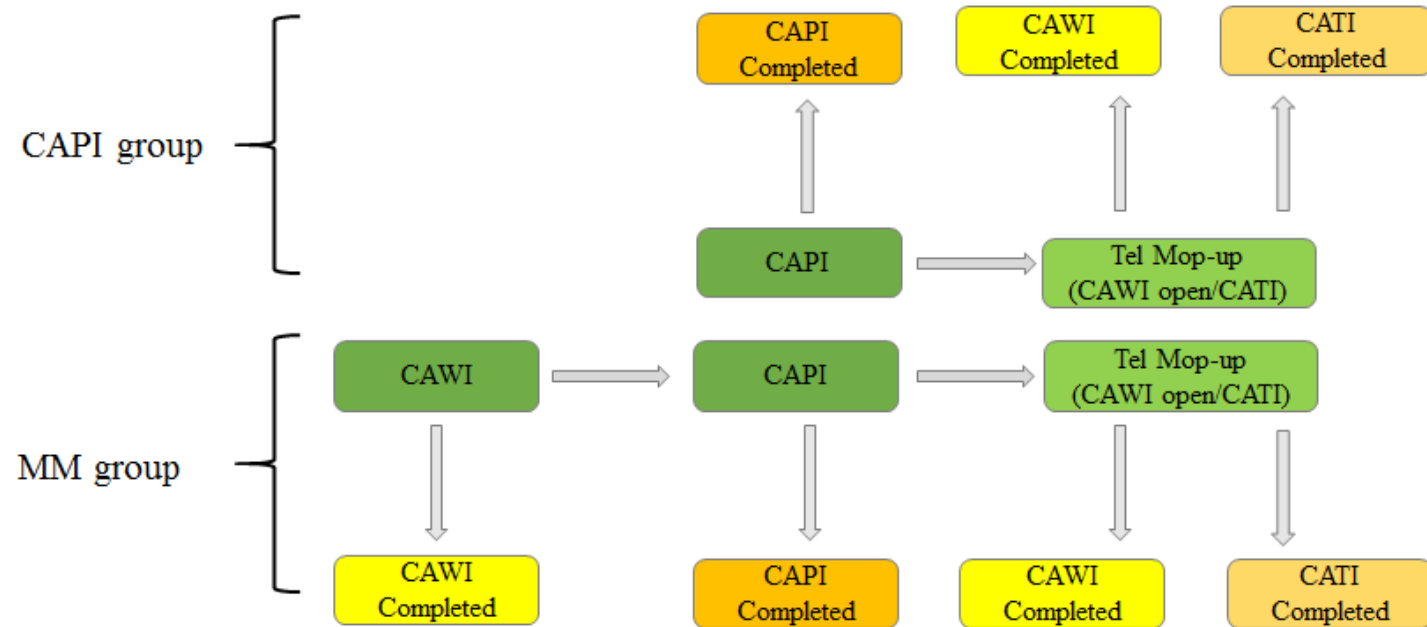 CAPI
Completed
CAWI
Completed
CATI
Completed
CAPI group
CAPI
Tel Mop-up
(CAWI open/CATI)
CAWI
CAPI
Tel Mop-up
(CAWI open/CATI)
MM group
CAWI
Completed
CAPI
Completed
CAWI
Completed
CATI
Completed